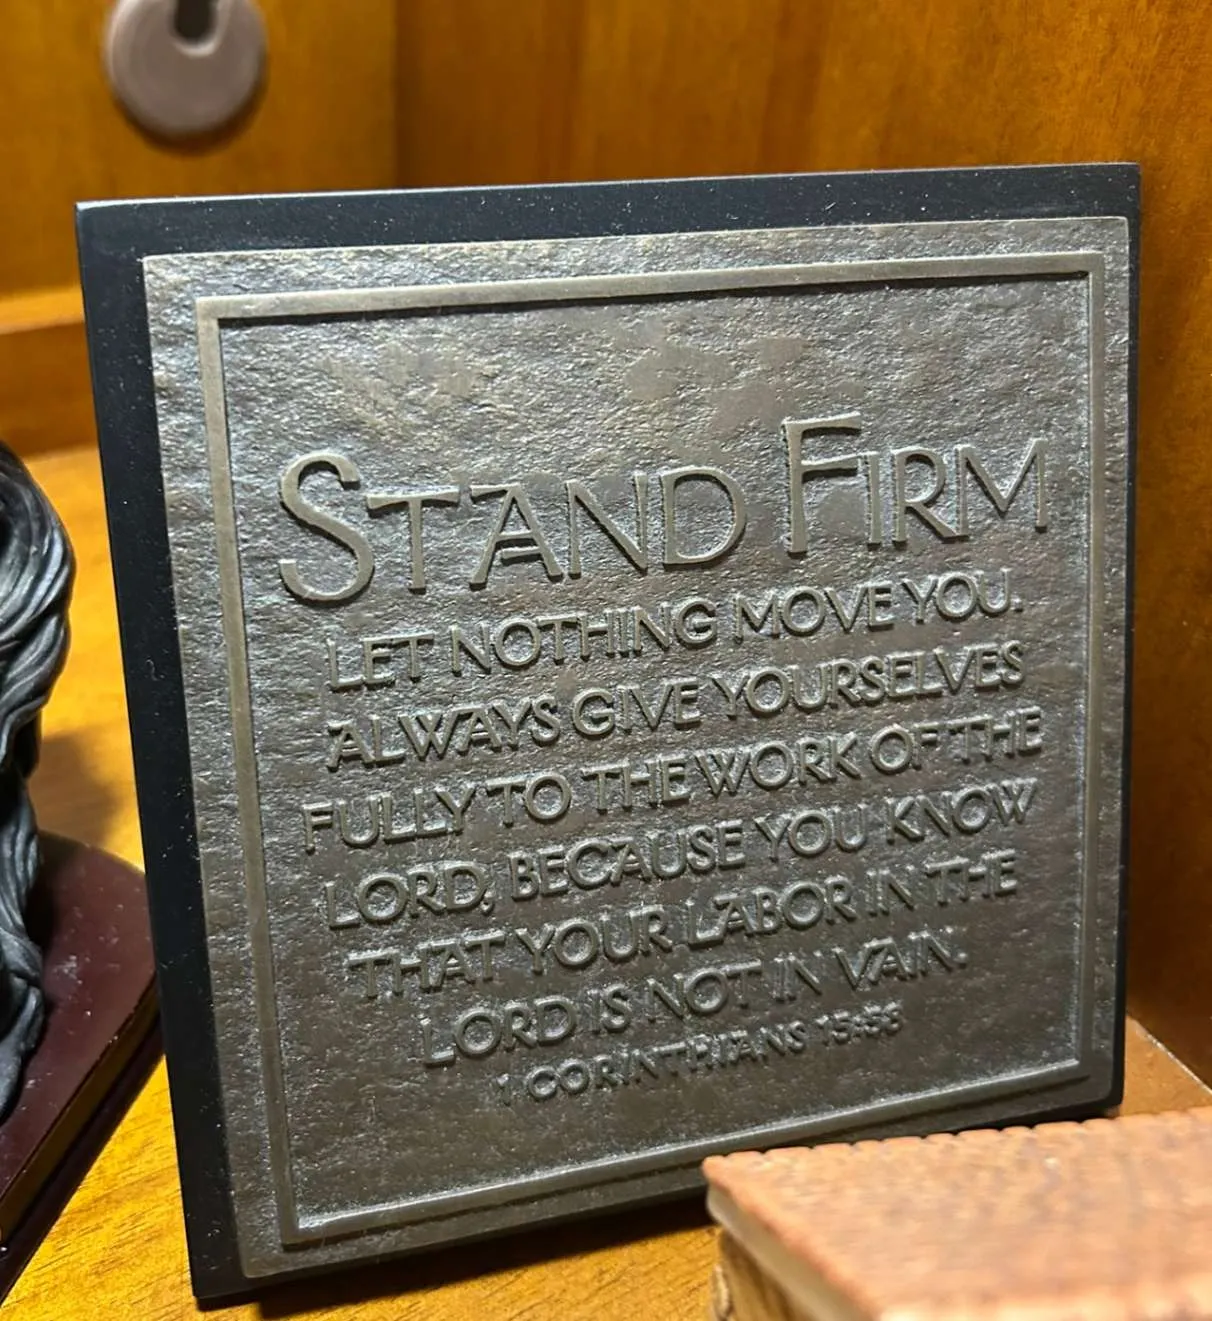 STAND FIRM
LET NOTHING MOVE YOU.
ALWAYS GIVE YOURSELVES
FULLY TO THE WORK OF THE
LORD, BECAUSE YOU KNOW
THAT YOUR LABOR IN THE
LORD IS NOT IN VAIN.
1 CORINTHIANS 15:58